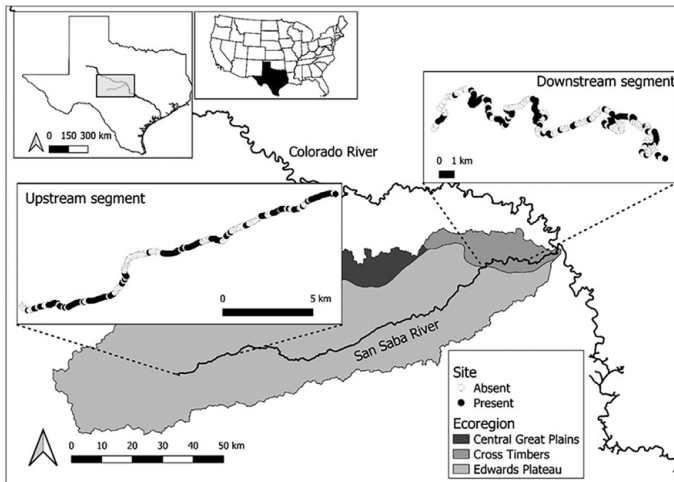 0 150 300 km
Colorado River
Downstream segment
1 km
Upstream segment
5 km
0
San Saba River
Site
Absent
Present
Ecoregion
Central Great Plains
Cross Timbers
Edwards Plateau
0 10 20 30 40 50 km